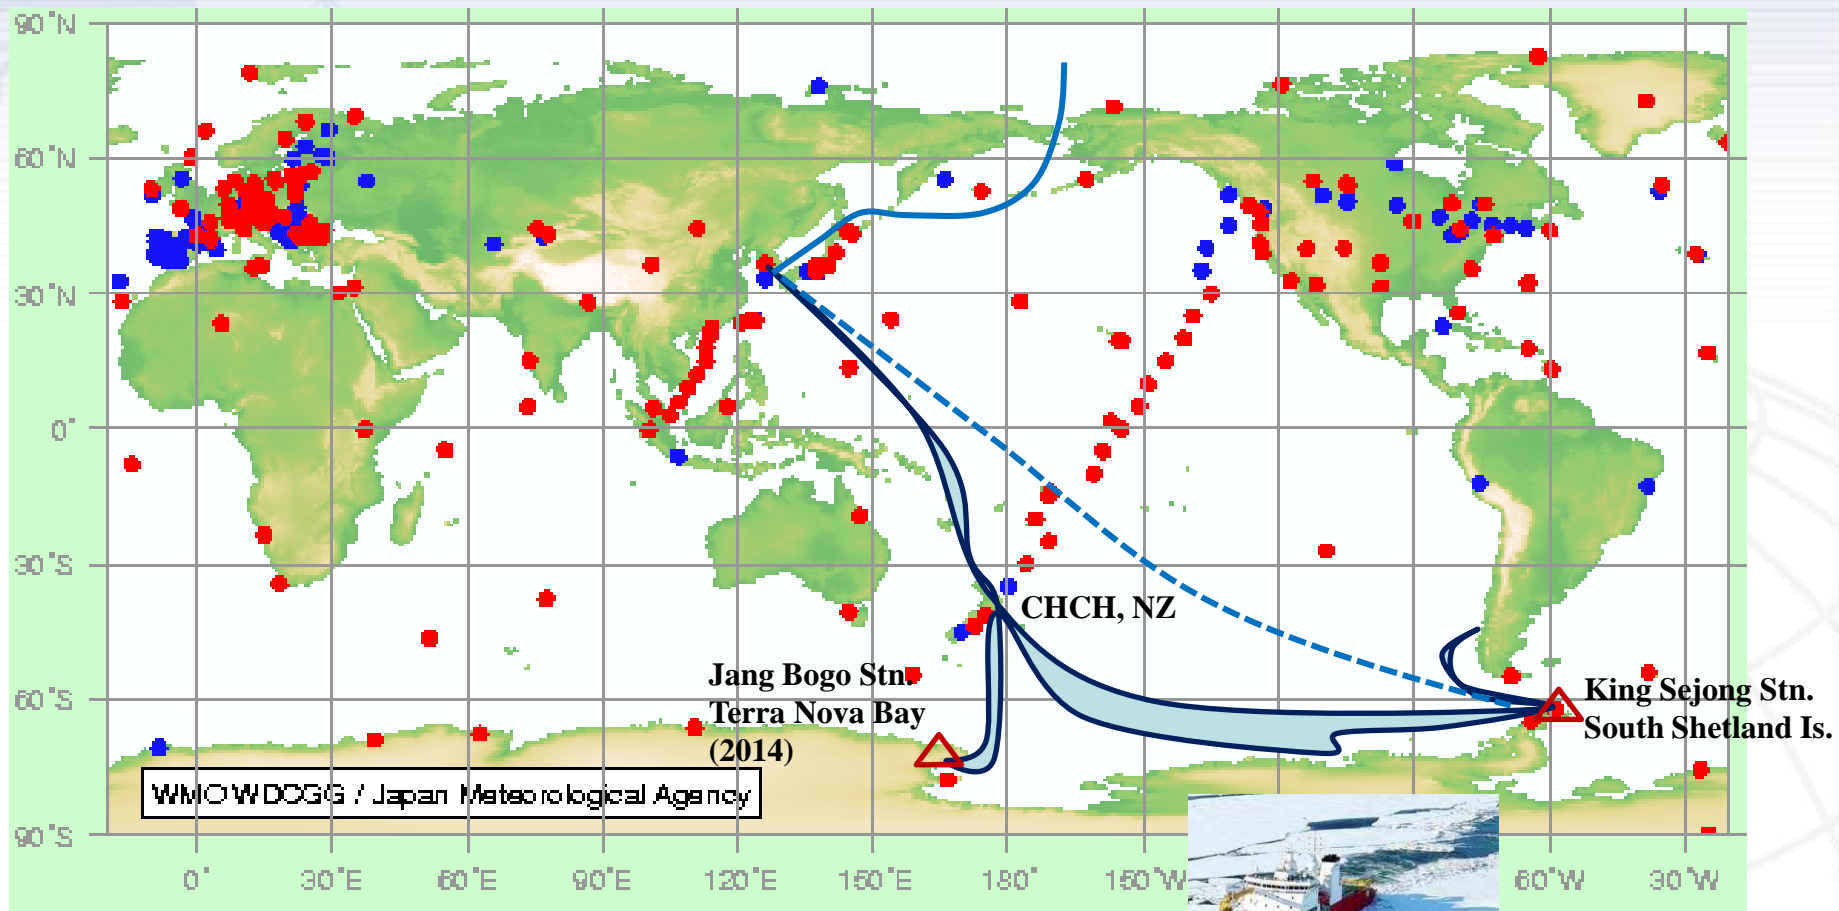 90°N
60°N
30°N
0°
30°S
60°S
90°S
CHCH, NZ
Jang Bogo Stn.
Terra Nova Bay
(2014)
King Sejong Stn.
South Shetland Is.
WMO WDCGG / Japan Meteorological Agency
0° 30°E 60°E 90°E 120°E 150°E 180° 150°W 60°W 30°W